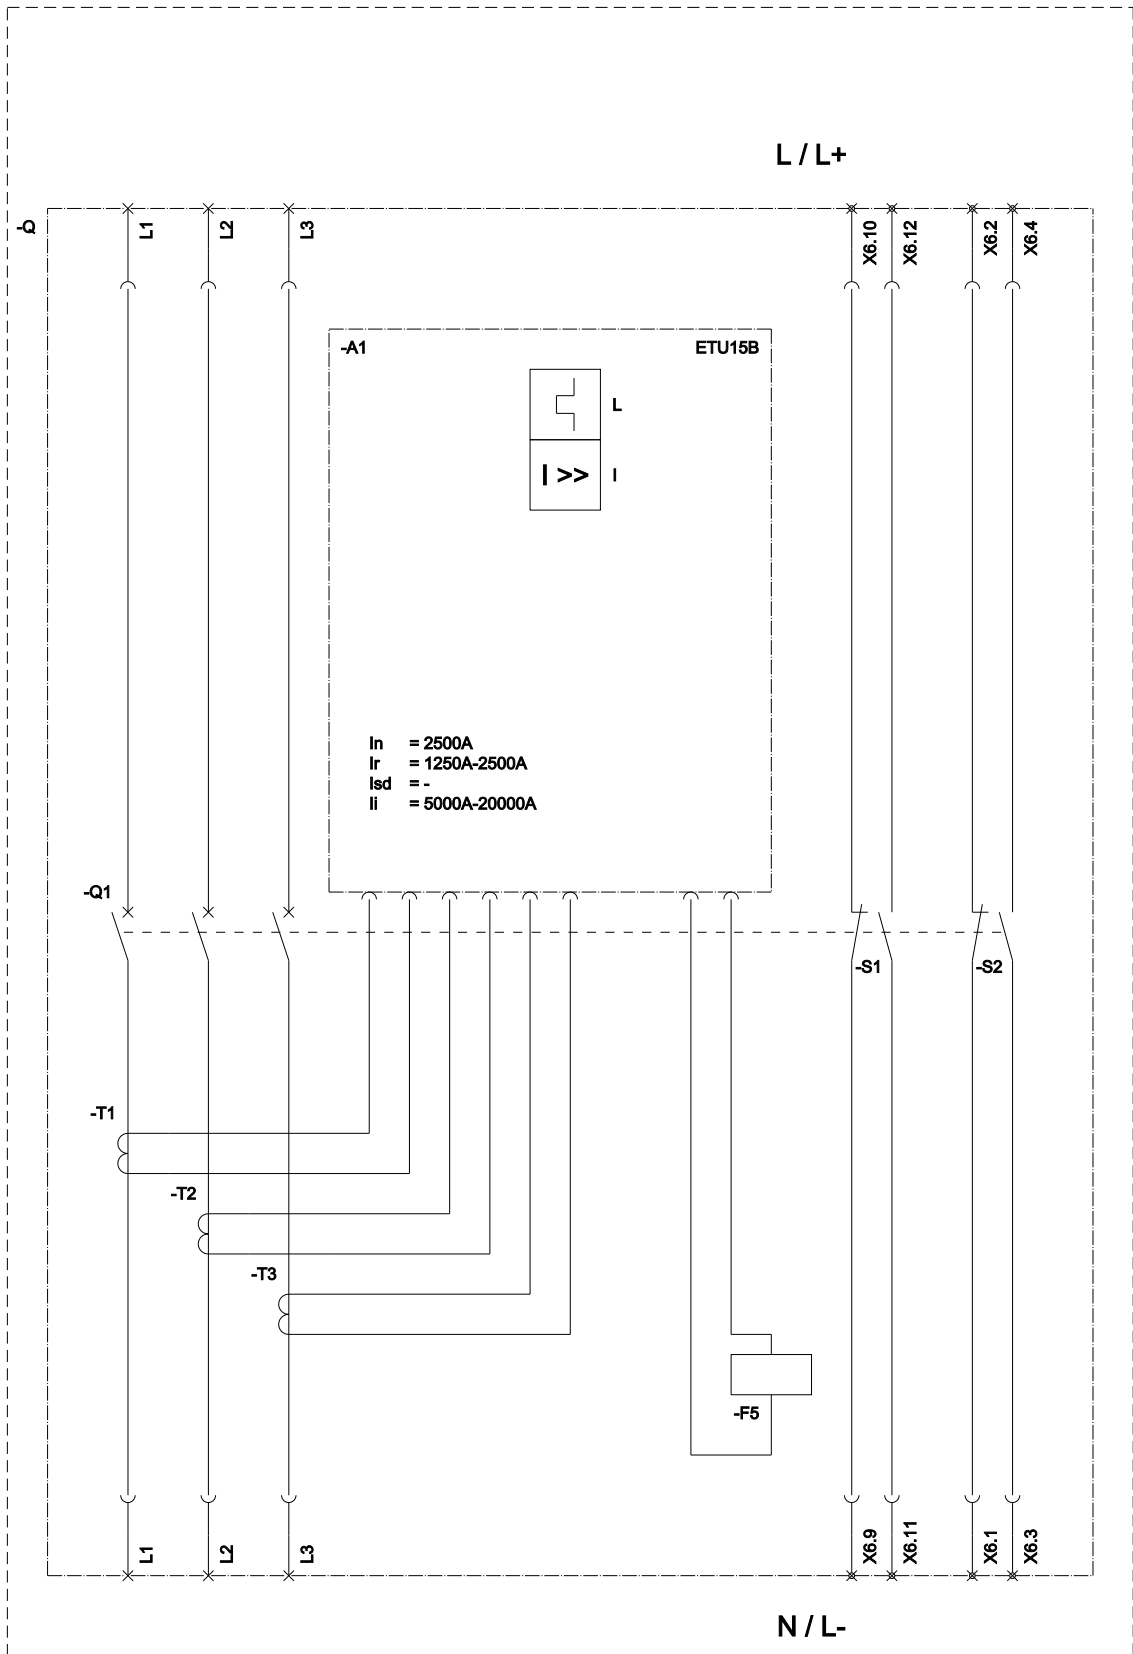 L / L+
-Q
L1
L2
L3
X6.10
X6.12
X6.2
X6.4
-A1 ETU15B
L
I >> I
In = 2500A
Ir = 1250A-2500A
Isd = -
Ii = 5000A-20000A
-Q1
-S1
-S2
-T1
-T2
-T3
-F5
L1
L2
L3
X6.9
X6.11
X6.1
X6.3
N / L-